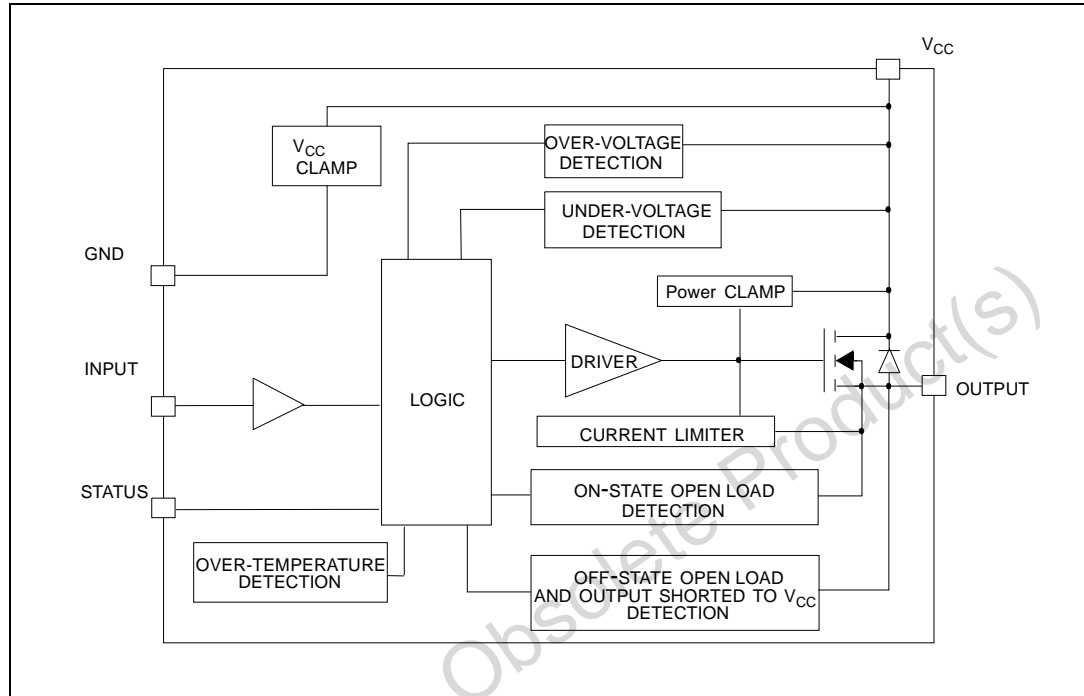 VCC
VCC
CLAMP
OVER-VOLTAGE
DETECTION
UNDER-VOLTAGE
DETECTION
GND
Power CLAMP
INPUT
DRIVER
LOGIC
OUTPUT
CURRENT LIMITER
STATUS
ON-STATE OPEN LOAD
DETECTION
OVER-TEMPERATURE
DETECTION
OFF-STATE OPEN LOAD
AND OUTPUT SHORTED TO VCC
DETECTION
Obsolete Product(s)